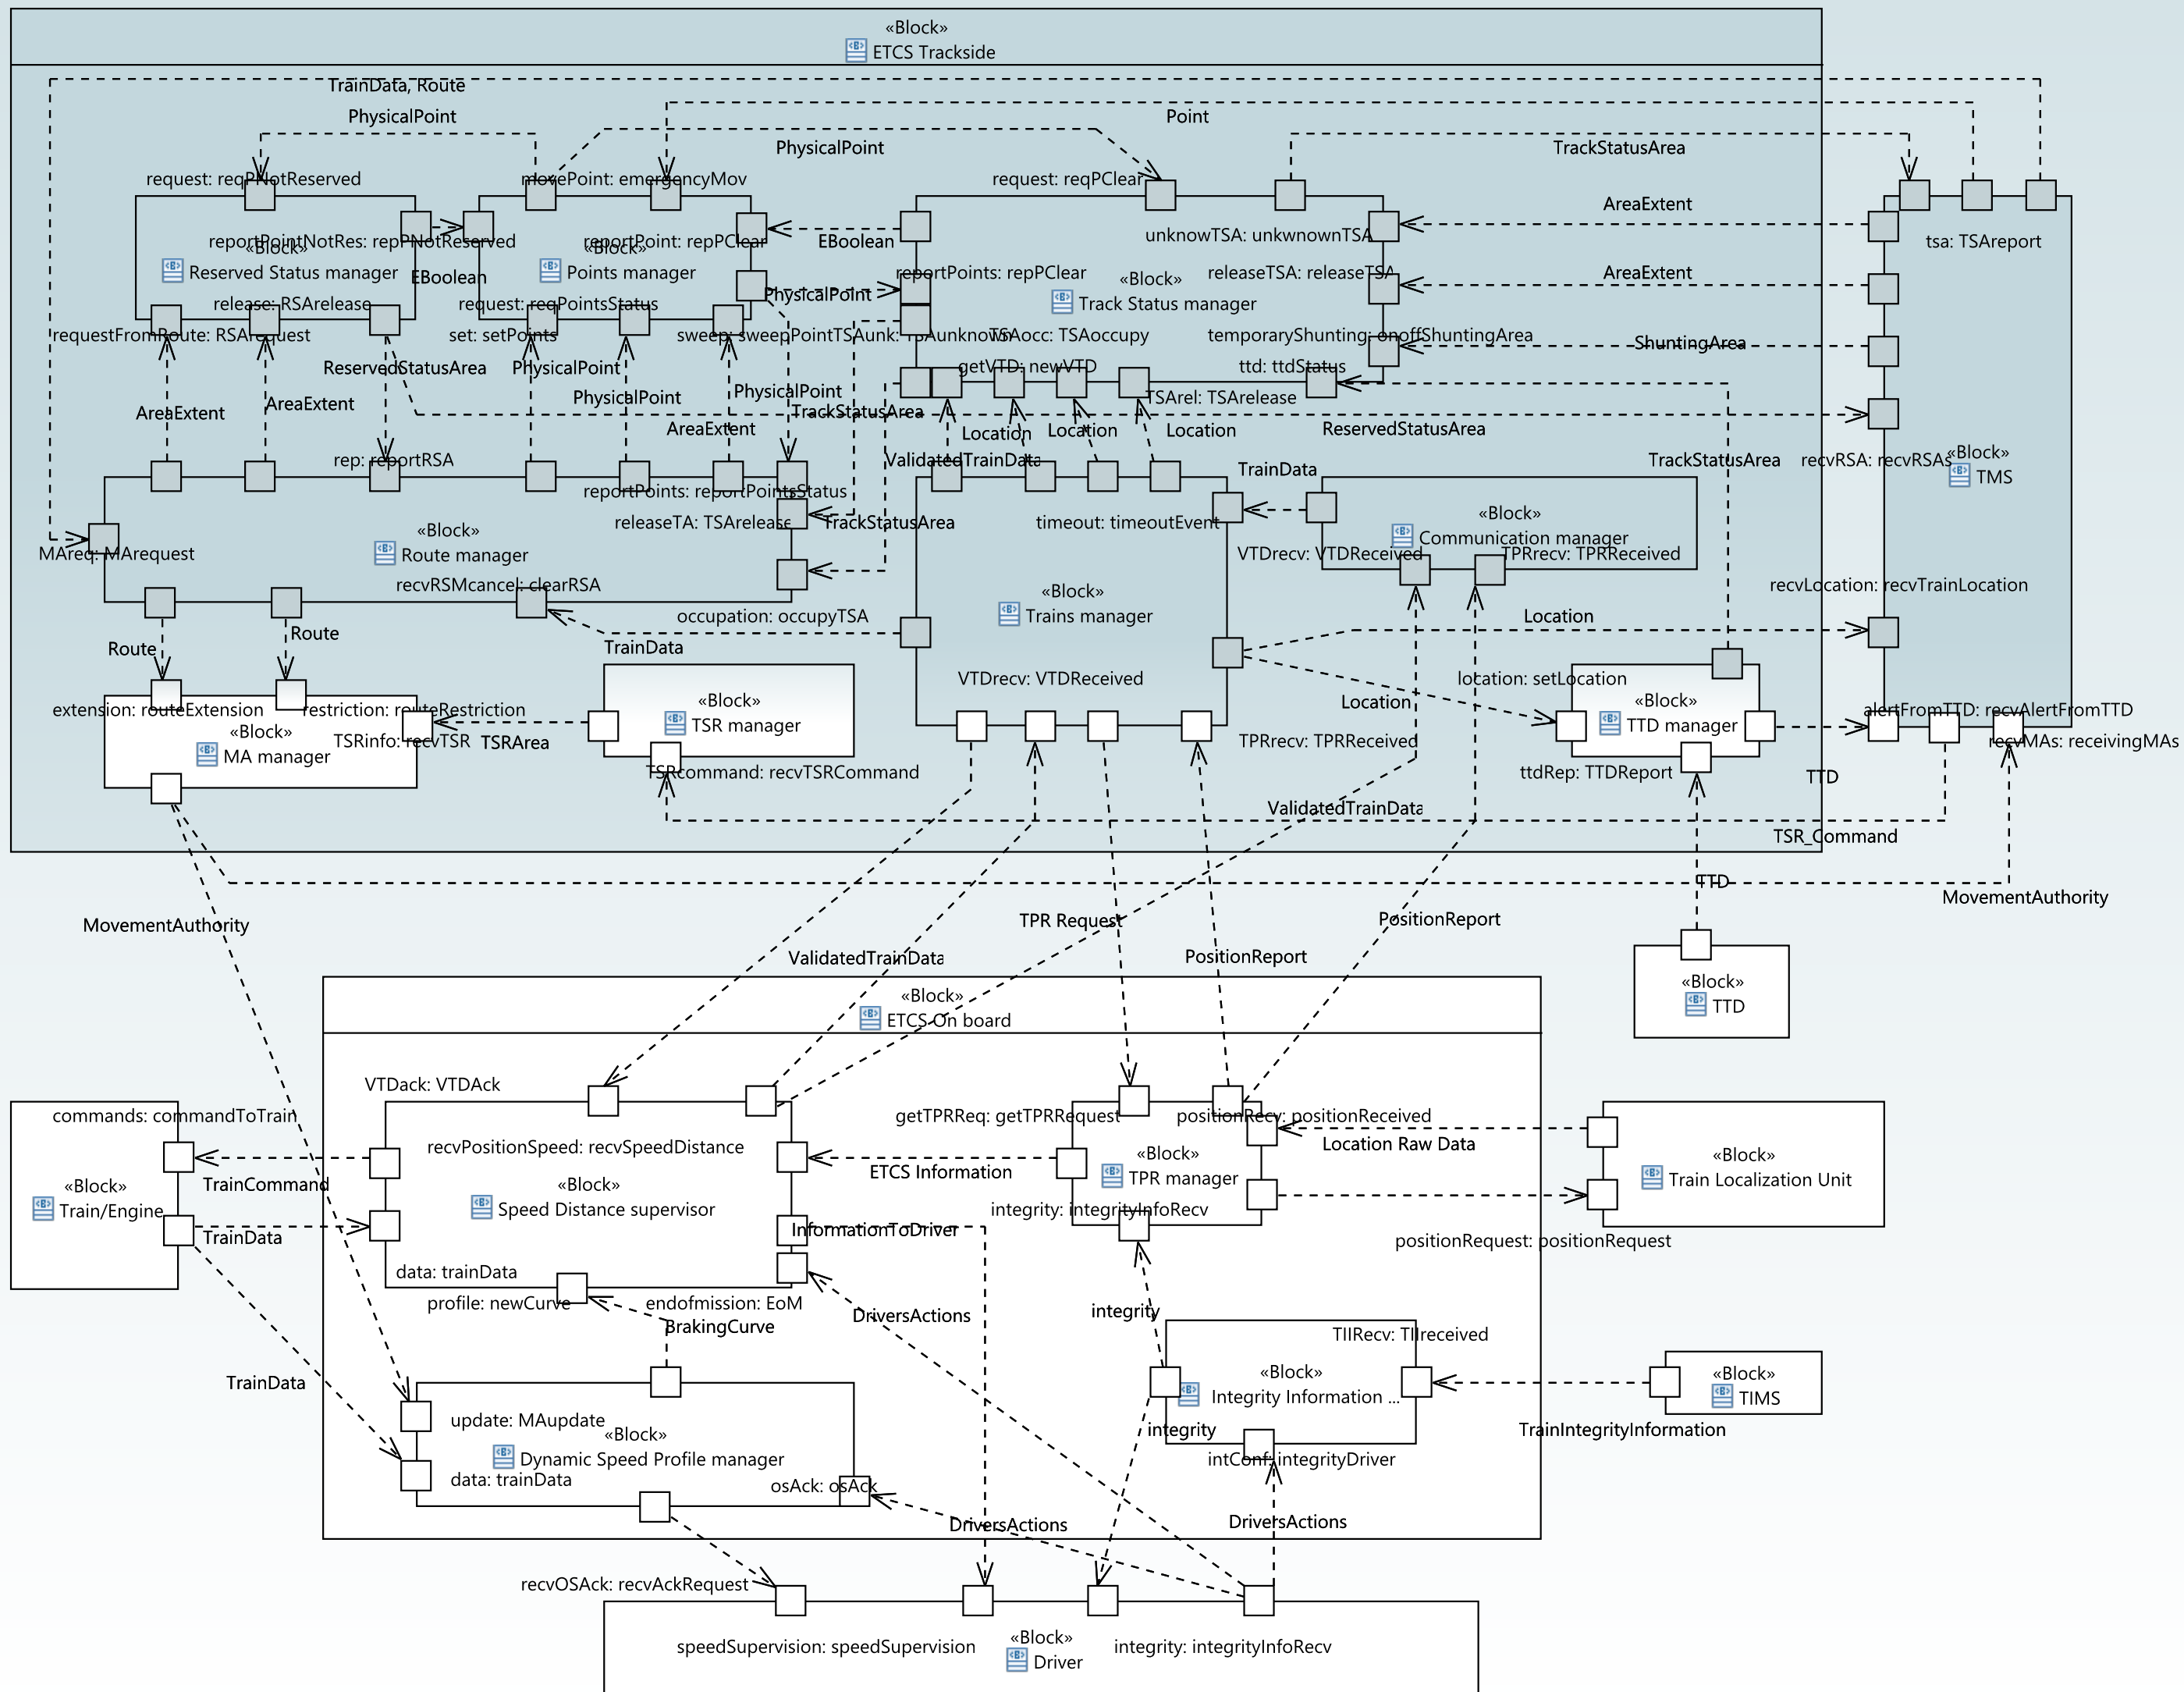 «Block»
ETCS Trackside
TrainData, Route
PhysicalPoint
Point
PhysicalPoint
TrackStatusArea
request: reqPNotReserved
movePoint: emergencyMov
request: reqPClear
AreaExtent
reportPointNotRes: repPNotReserved
reportPoint: repPClear
EBoolean
unknowTSA: unkwnownTSA
tsa: TSAreport
«Block»
Reserved Status manager
EBoolean
«Block»
Points manager
reportPoints: repPClear
«Block»
Track Status manager
releaseTSA: releaseTSA
AreaExtent
PhysicalPoint
release: RSArelease
request: reqPointsStatus
requestFromRoute: RSArequest
set: setPoints
sweep: sweepPoint
TSAunk: TSAunknown
TSAocc: TSAoccupy
temporaryShunting: onoffShuntingArea
ShuntingArea
ReservedStatusArea
PhysicalPoint
getVTD: newVTD
ttd: ttdStatus
AreaExtent
AreaExtent
PhysicalPoint
PhysicalPoint
TSArel: TSArelease
AreaExtent
TrackStatusArea
Location
Location
Location
ReservedStatusArea
rep: reportRSA
ValidatedTrainData
TrainData
TrackStatusArea
recvRSA: recvRSAs
«Block»
TMS
reportPoints: reportPointsStatus
releaseTA: TSArelease
TrackStatusArea
timeout: timeoutEvent
«Block»
Communication manager
MAreq: MArequest
«Block»
Route manager
VTDrecv: VTDReceived
TPRrecv: TPRReceived
recvRSMcancel: clearRSA
recvLocation: recvTrainLocation
occupation: occupyTSA
«Block»
Trains manager
Location
Route
Route
TrainData
VTDrecv: VTDReceived
location: setLocation
extension: routeExtension
restriction: routeRestriction
«Block»
TSR manager
Location
«Block»
TTD manager
alertFromTTD: recvAlertFromTTD
«Block»
MA manager
TSRinfo: recvTSR
TSRArea
TPRrecv: TPRReceived
recvMAs: receivingMAs
TSRcommand: recvTSRCommand
ttdRep: TTDReport
TTD
ValidatedTrainData
TSR_Command
TTD
MovementAuthority
MovementAuthority
TPR Request
PositionReport
ValidatedTrainData
PositionReport
«Block»
TTD
«Block»
ETCS On board
VTDack: VTDAck
commands: commandToTrain
getTPRReq: getTPRRequest
positionRecv: positionReceived
recvPositionSpeed: recvSpeedDistance
Location Raw Data
ETCS Information
«Block»
TPR manager
«Block»
Train Localization Unit
«Block»
Train/Engine
TrainCommand
«Block»
Speed Distance supervisor
integrity: integrityInfoRecv
TrainData
InformationToDriver
positionRequest: positionRequest
data: trainData
profile: newCurve
endofmission: EoM
BrakingCurve
DriversActions
integrity
TIIRecv: TIIreceived
TrainData
«Block»
Integrity Information ...
«Block»
TIMS
update: MAupdate
«Block»
Dynamic Speed Profile manager
data: trainData
osAck: osAck
integrity
intConf: integrityDriver
TrainIntegrityInformation
DriversActions
DriversActions
recvOSAck: recvAckRequest
speedSupervision: speedSupervision
«Block»
Driver
integrity: integrityInfoRecv